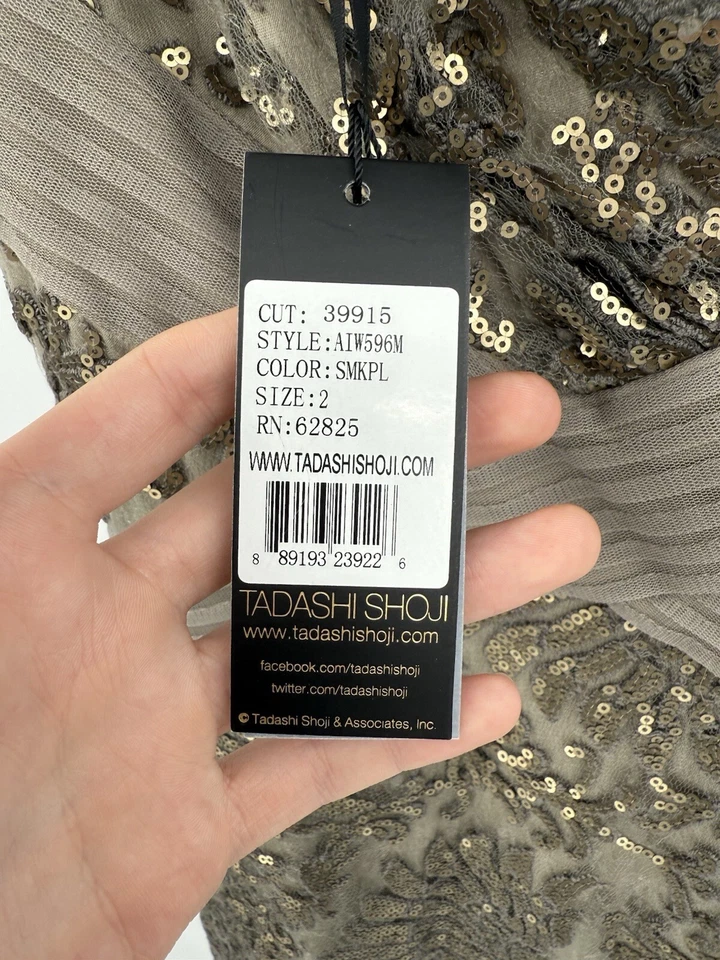 CUT: 39915
STYLE:AIW596M
COLOR:SMKPL
SIZE:2
RN:62825
WWW.TADASHISHOJI.COM
8 89193 23922 6
TADASHI SHOJI
www.tadashishoji.com
facebook.com/tadashishoji
twitter.com/tadashishoji
© Tadashi Shoji & Associates, Inc.